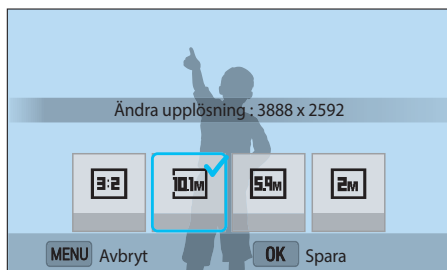 Ändra upplösning : 3888 x 2592
3:2 10.1M 5.9M 2M
MENU Avbryt OK Spara